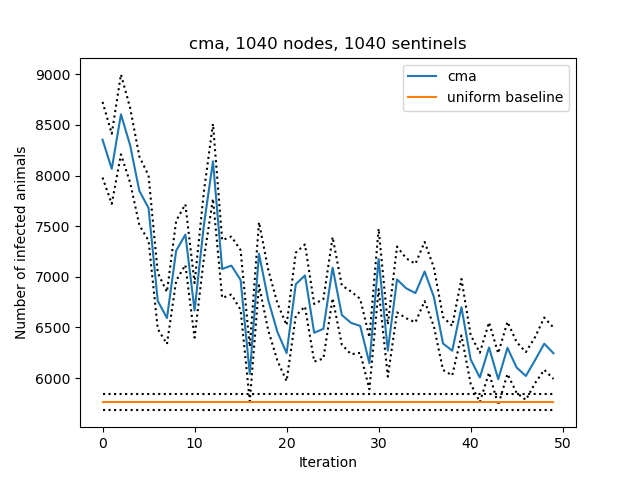 cma, 1040 nodes, 1040 sentinels
cma
uniform baseline
Number of infected animals
9000
8500
8000
7500
7000
6500
6000
0 10 20 30 40 50
Iteration